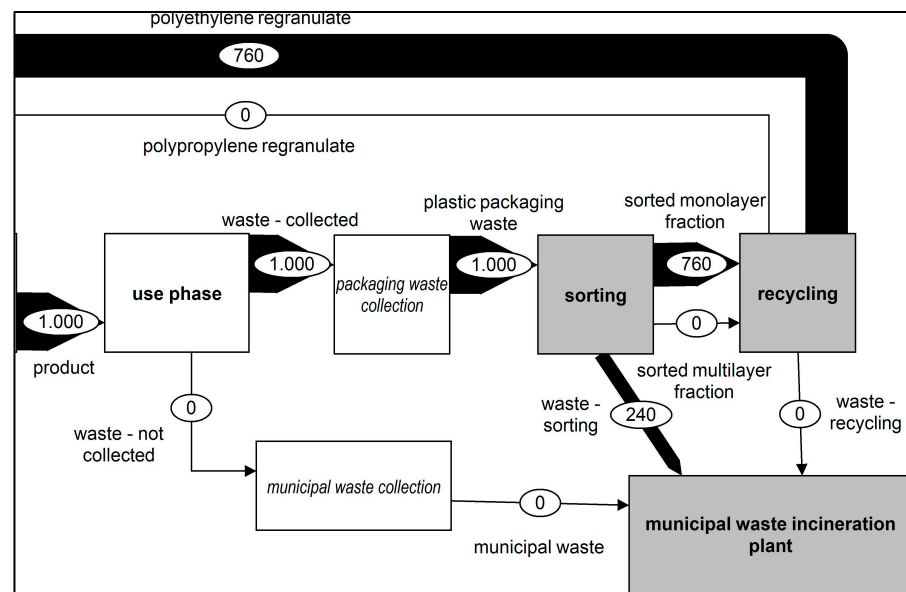 polyethylene regranulate
760
0
polypropylene regranulate
waste - collected
plastic packaging
waste
sorted monolayer
fraction
1.000
use phase
1.000
packaging waste
collection
1.000
sorting
760
recycling
0
product
sorted multilayer
fraction
0
waste - not
collected
waste -
sorting
240
0
waste -
recycling
municipal waste collection
0
municipal waste
municipal waste incineration
plant